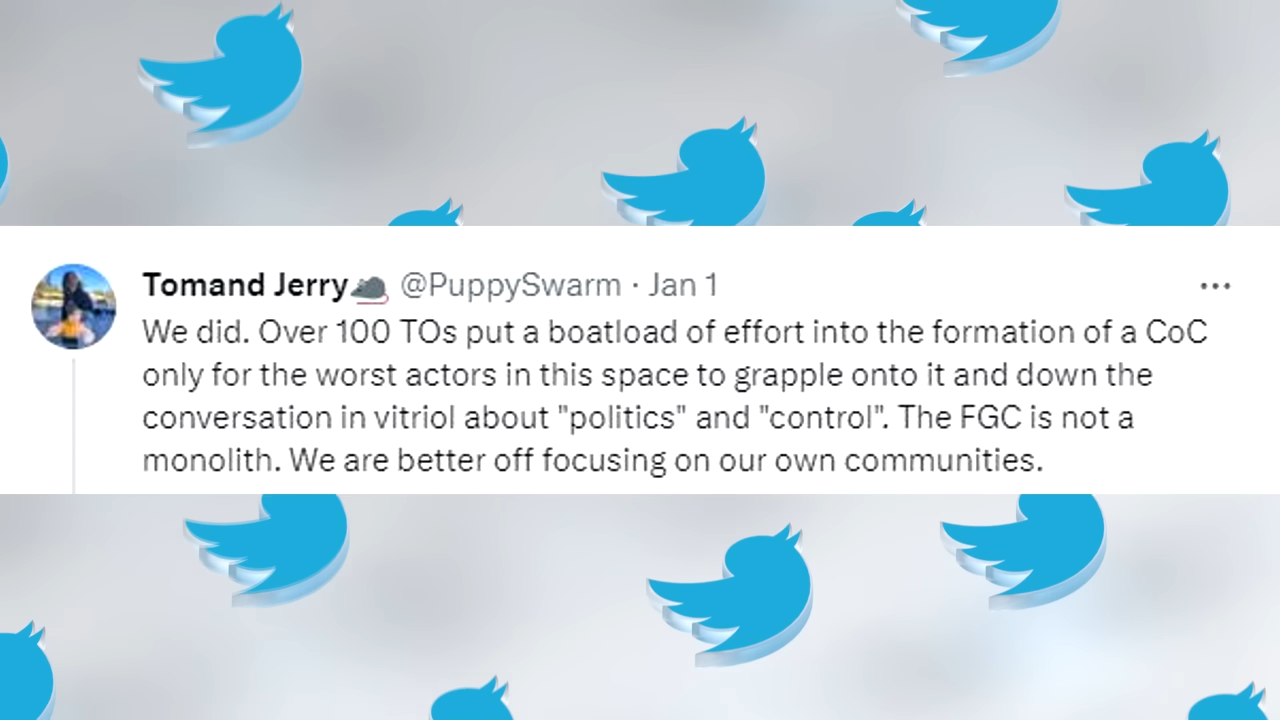 Tomand Jerry🐀 @PuppySwarm · Jan 1
We did. Over 100 TOs put a boatload of effort into the formation of a CoC
only for the worst actors in this space to grapple onto it and down the
conversation in vitriol about "politics" and "control". The FGC is not a
monolith. We are better off focusing on our own communities.